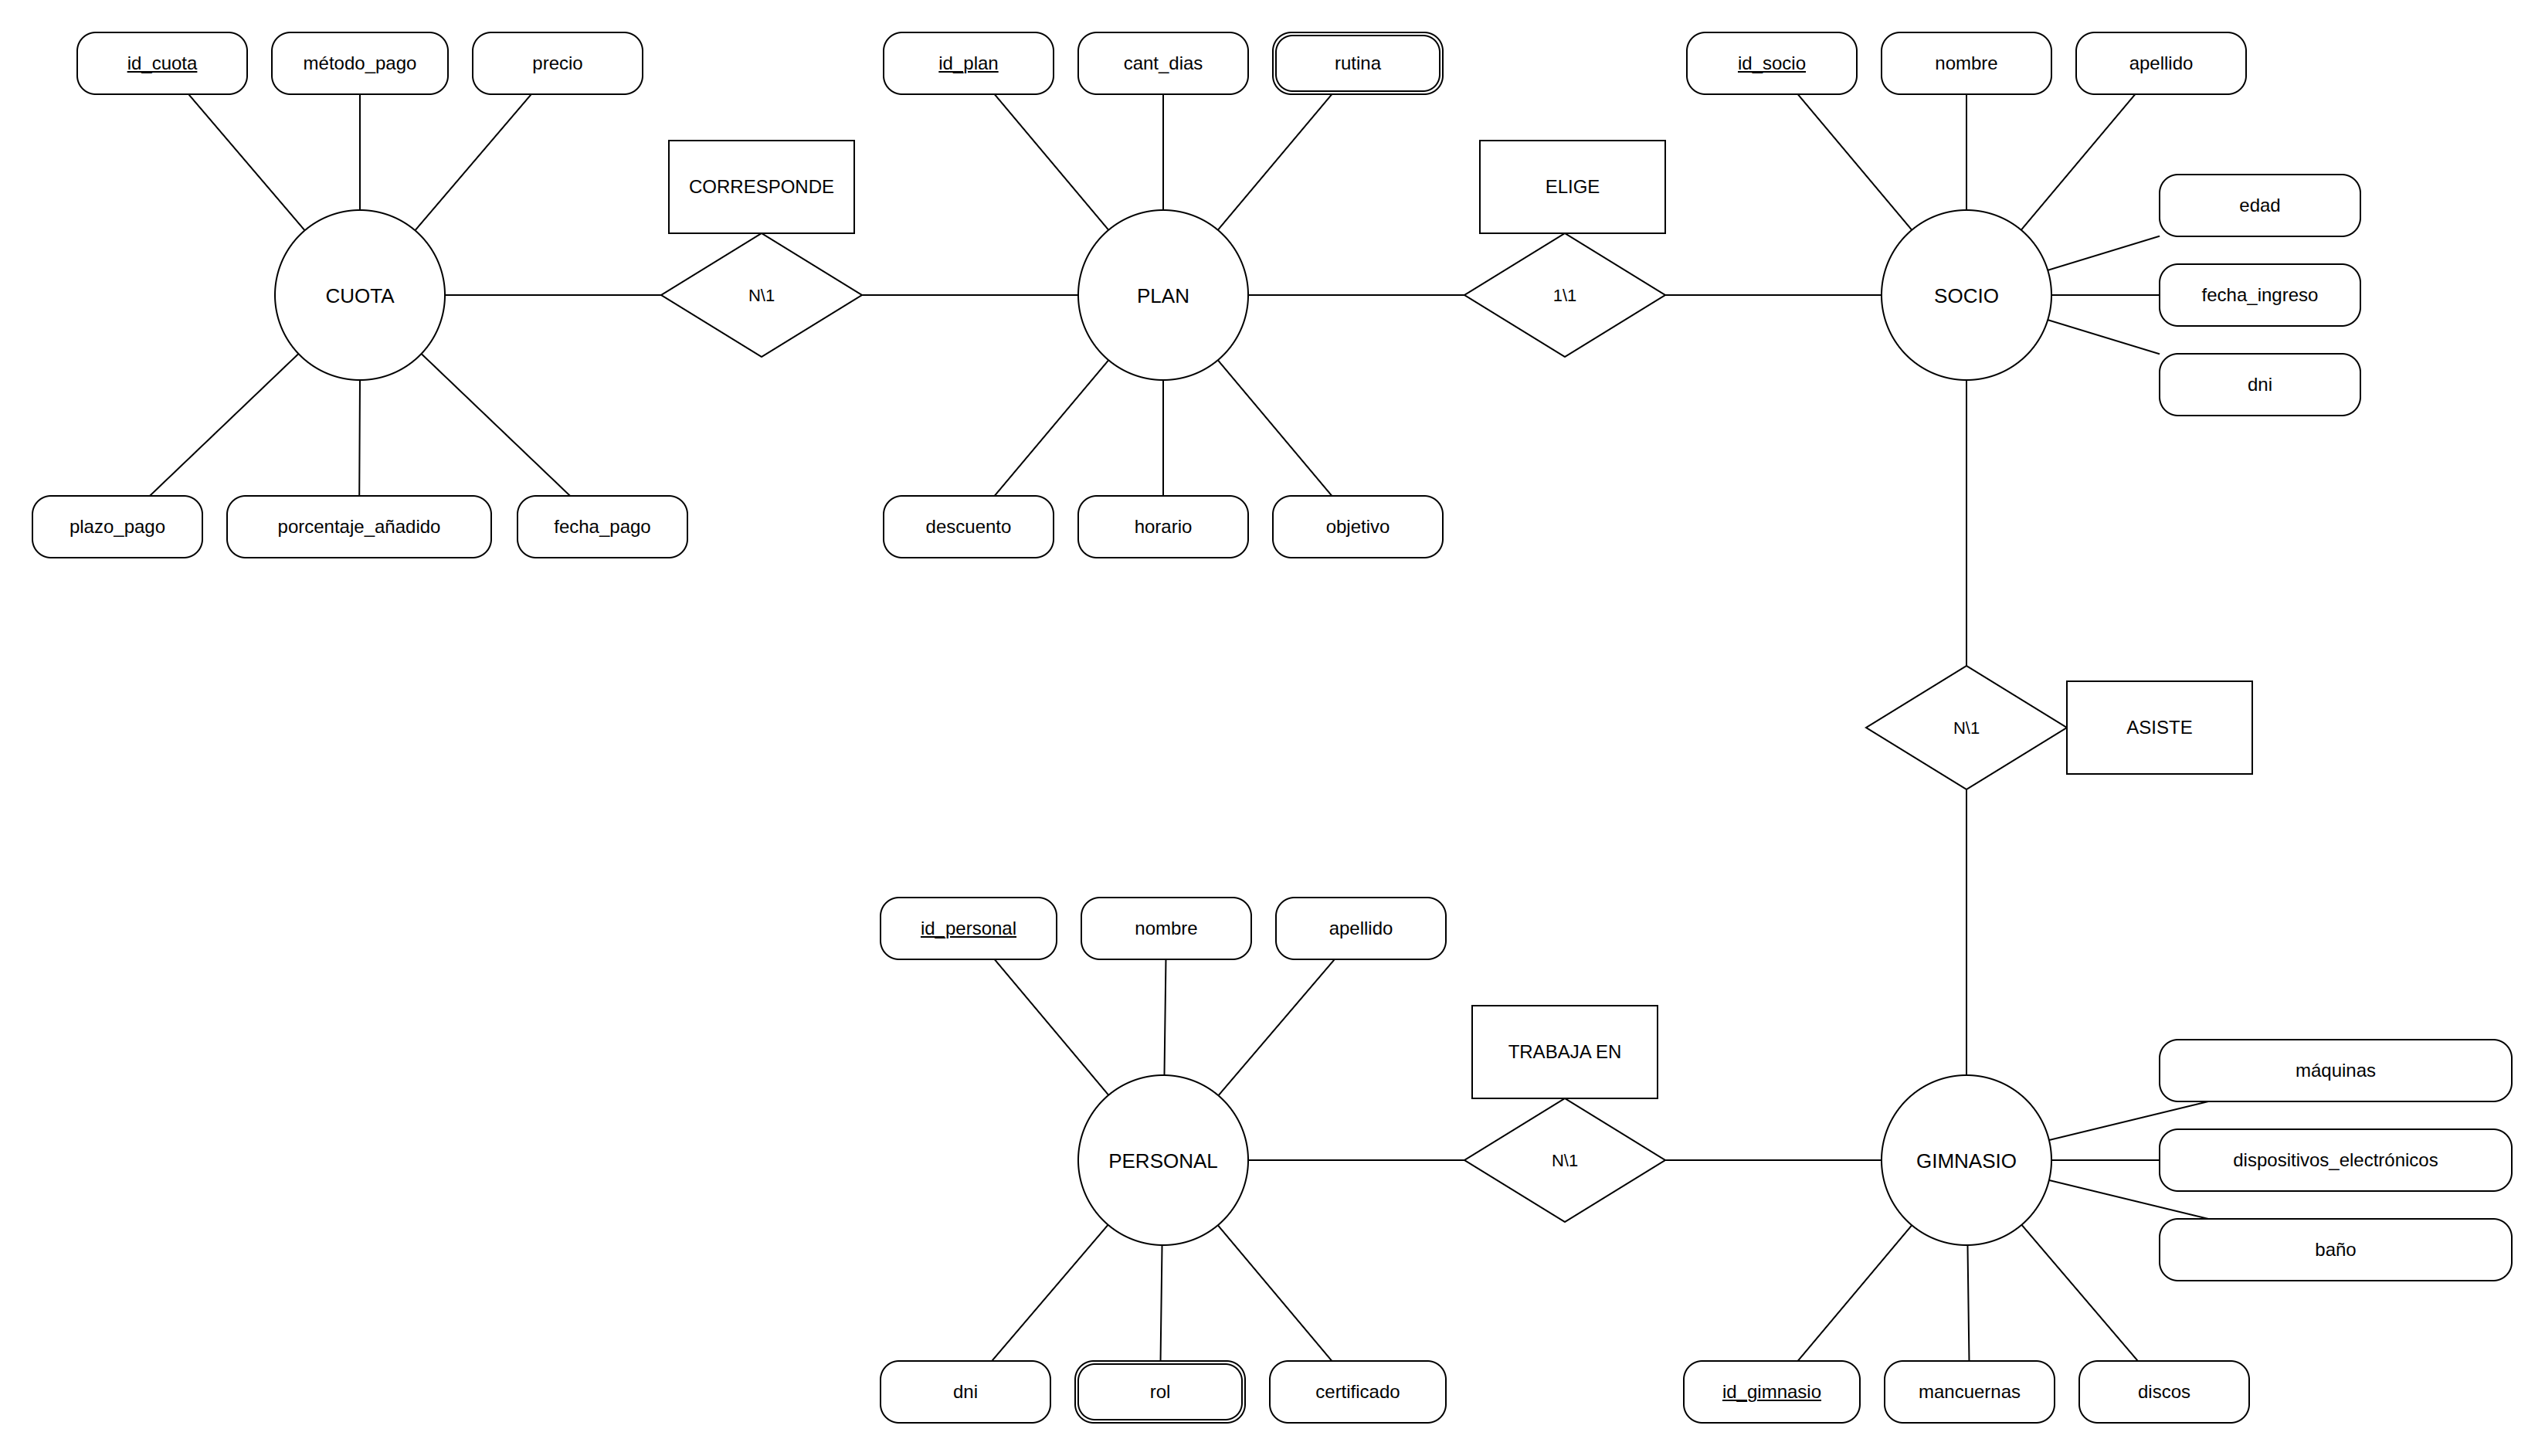 id_cuota
método_pago
precio
id_plan
cant_dias
rutina
id_socio
nombre
apellido
CORRESPONDE
ELIGE
edad
CUOTA
N\1
PLAN
1\1
SOCIO
fecha_ingreso
dni
plazo_pago
porcentaje_añadido
fecha_pago
descuento
horario
objetivo
N\1
ASISTE
id_personal
nombre
apellido
TRABAJA EN
máquinas
PERSONAL
N\1
GIMNASIO
dispositivos_electrónicos
baño
dni
rol
certificado
id_gimnasio
mancuernas
discos